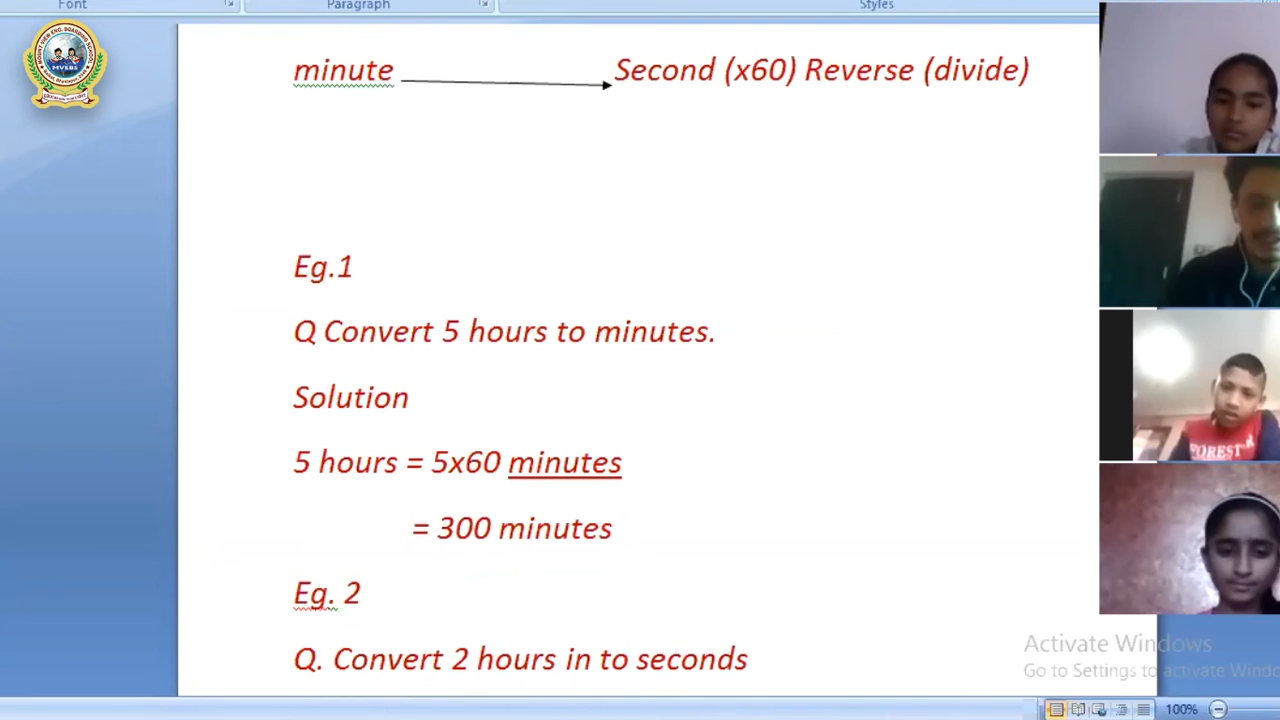 Font Paragraph Styles
minute Second (x60) Reverse (divide)
Eg.1
Q Convert 5 hours to minutes.
Solution
5 hours = 5x60 minutes
= 300 minutes
Eg. 2
Q. Convert 2 hours in to seconds
MVEBS
FOREST
Activate Windows
Go to Settings to activate Windo
100%